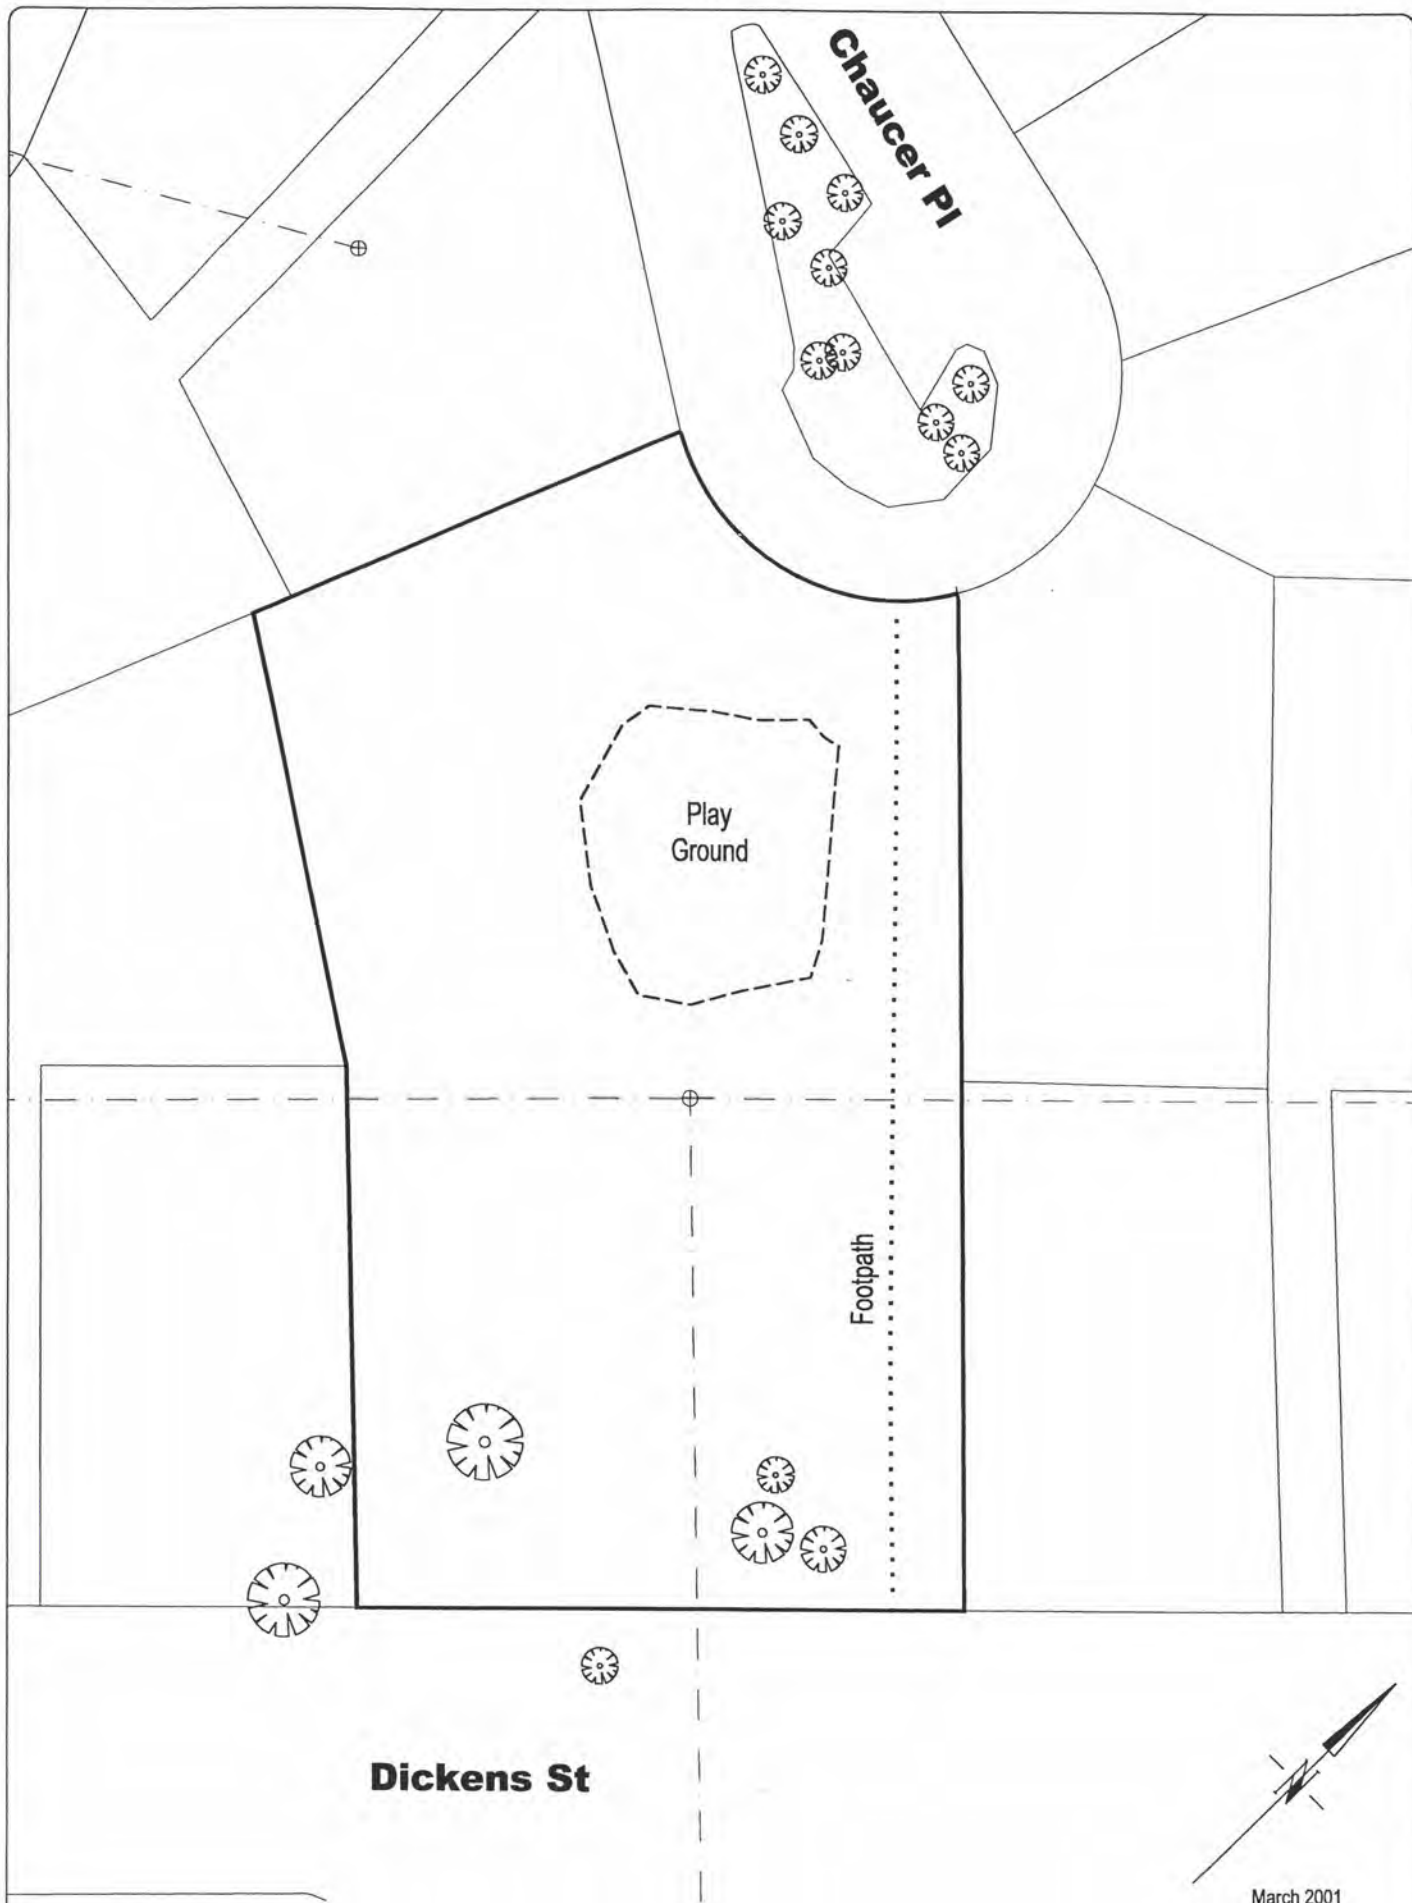 Chaucer Pl
Play
Ground
Footpath
Dickens St
N
March 2001